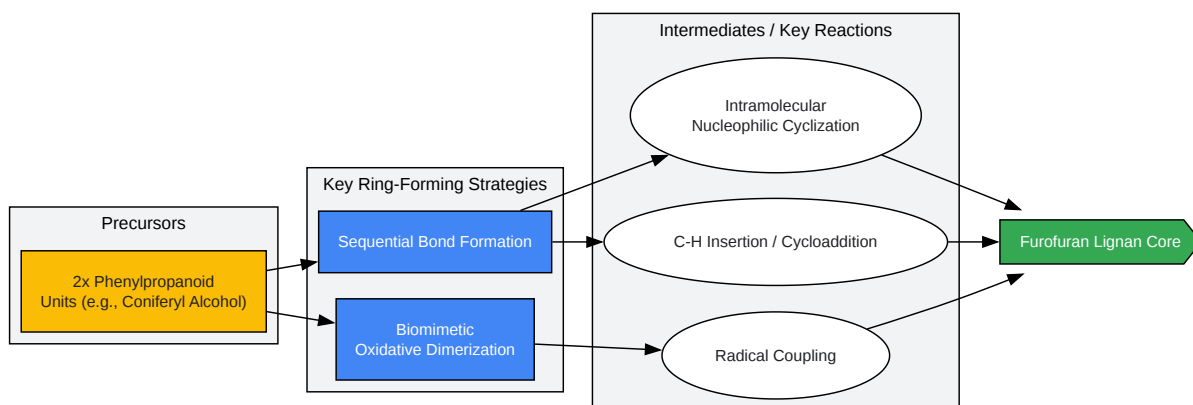 Precursors
2x Phenylpropanoid
Units (e.g., Coniferyl Alcohol)
Key Ring-Forming Strategies
Sequential Bond Formation
Biomimetic
Oxidative Dimerization
Intermediates / Key Reactions
Intramolecular
Nucleophilic Cyclization
C-H Insertion / Cycloaddition
Radical Coupling
Furofuran Lignan Core